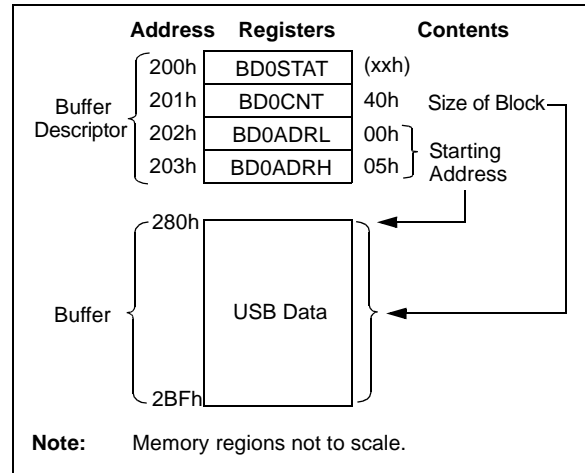 Address Registers Contents
200h BD0STAT (xxh)
201h BD0CNT 40h Size of Block
Buffer Descriptor
202h BD0ADRL 00h
203h BD0ADRH 05h
Starting Address
280h
Buffer USB Data
2BFh
Note: Memory regions not to scale.